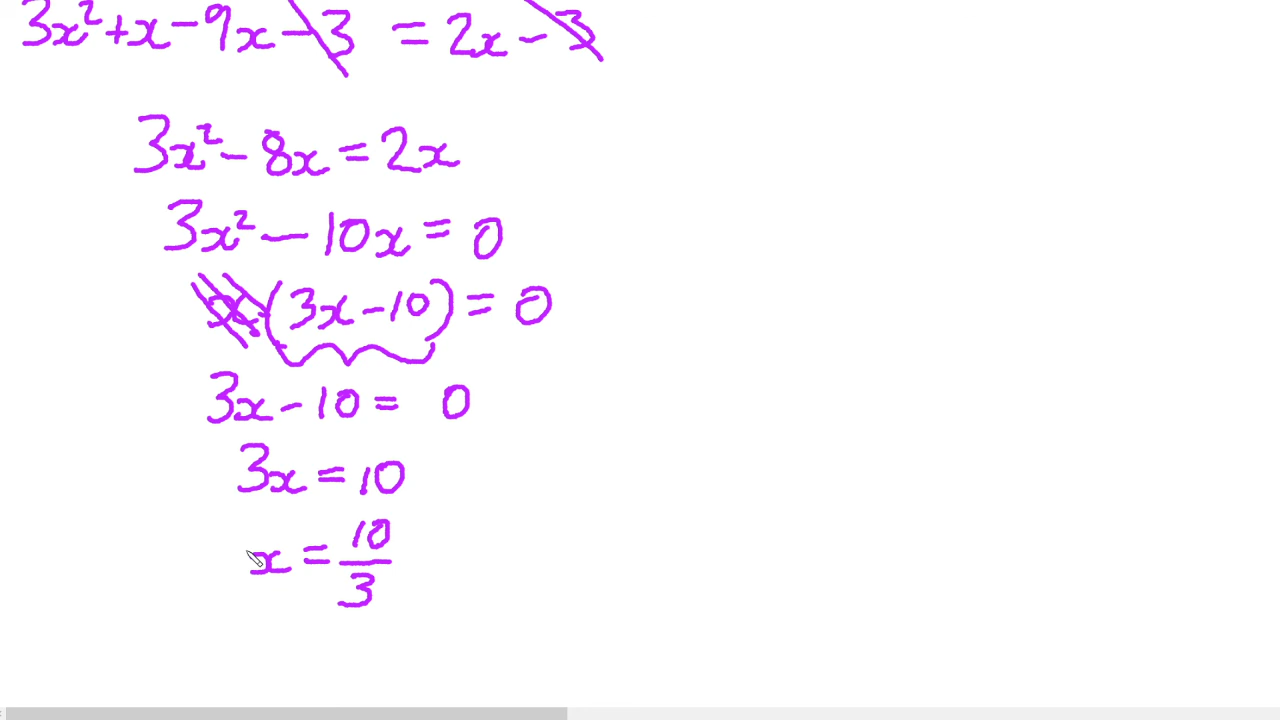 3x² + x - 9x - 3 = 2x - 3
3x² - 8x = 2x
3x² - 10x = 0
x(3x - 10) = 0
3x - 10 = 0
3x = 10
x = 10/3